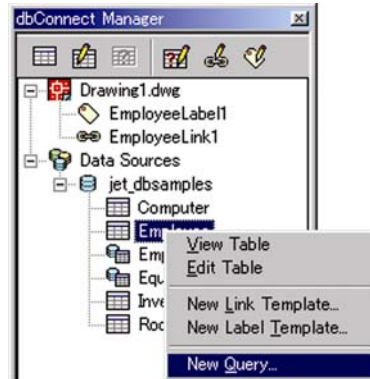 dbConnect Manager
Drawing1.dwg
EmployeeLabel1
EmployeeLink1
Data Sources
jet_dbsamples
Computer
View Table
Edit Table
New Link Template...
New Label Template...
New Query...